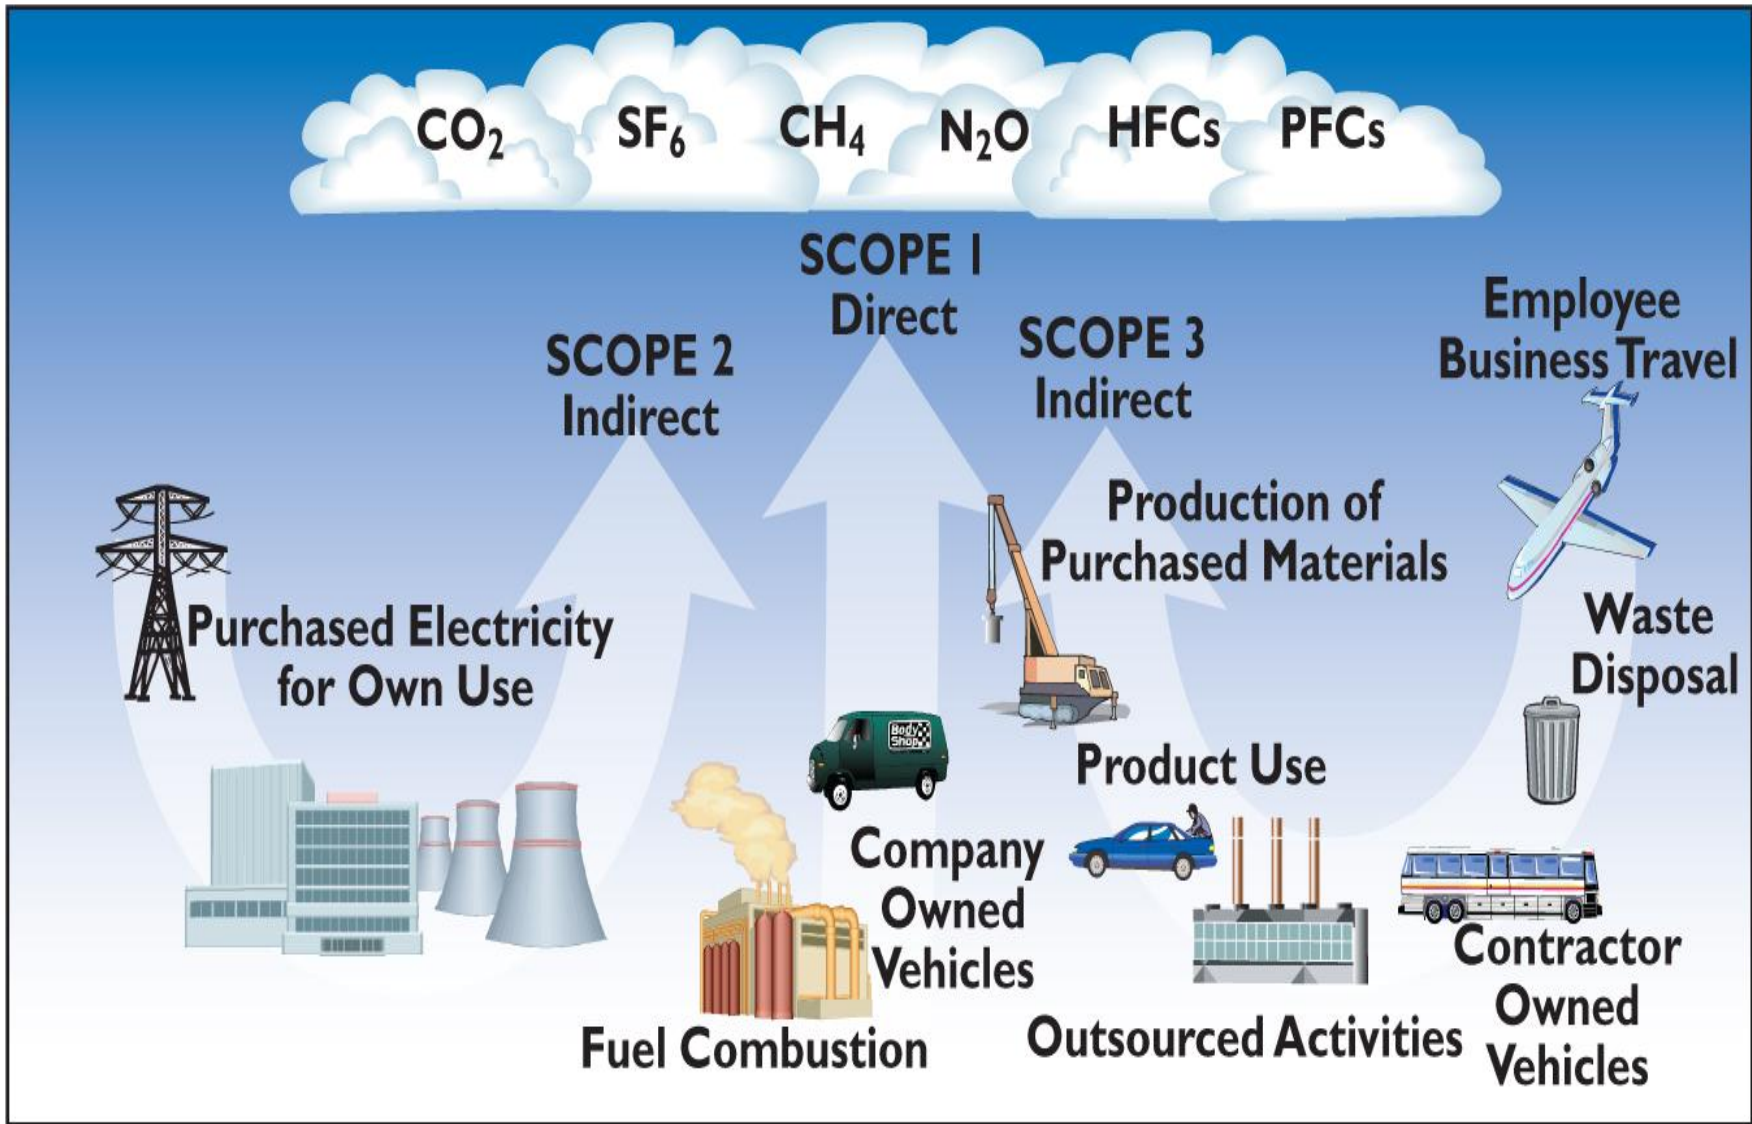 CO₂ SF₆ CH₄ N₂O HFCs PFCs
SCOPE 1
Direct
SCOPE 2
Indirect
SCOPE 3
Indirect
Employee
Business Travel
Production of
Purchased Materials
Purchased Electricity
for Own Use
Waste
Disposal
Body
Shop
Product Use
Company
Owned
Vehicles
Fuel Combustion
Outsourced Activities
Contractor
Owned
Vehicles